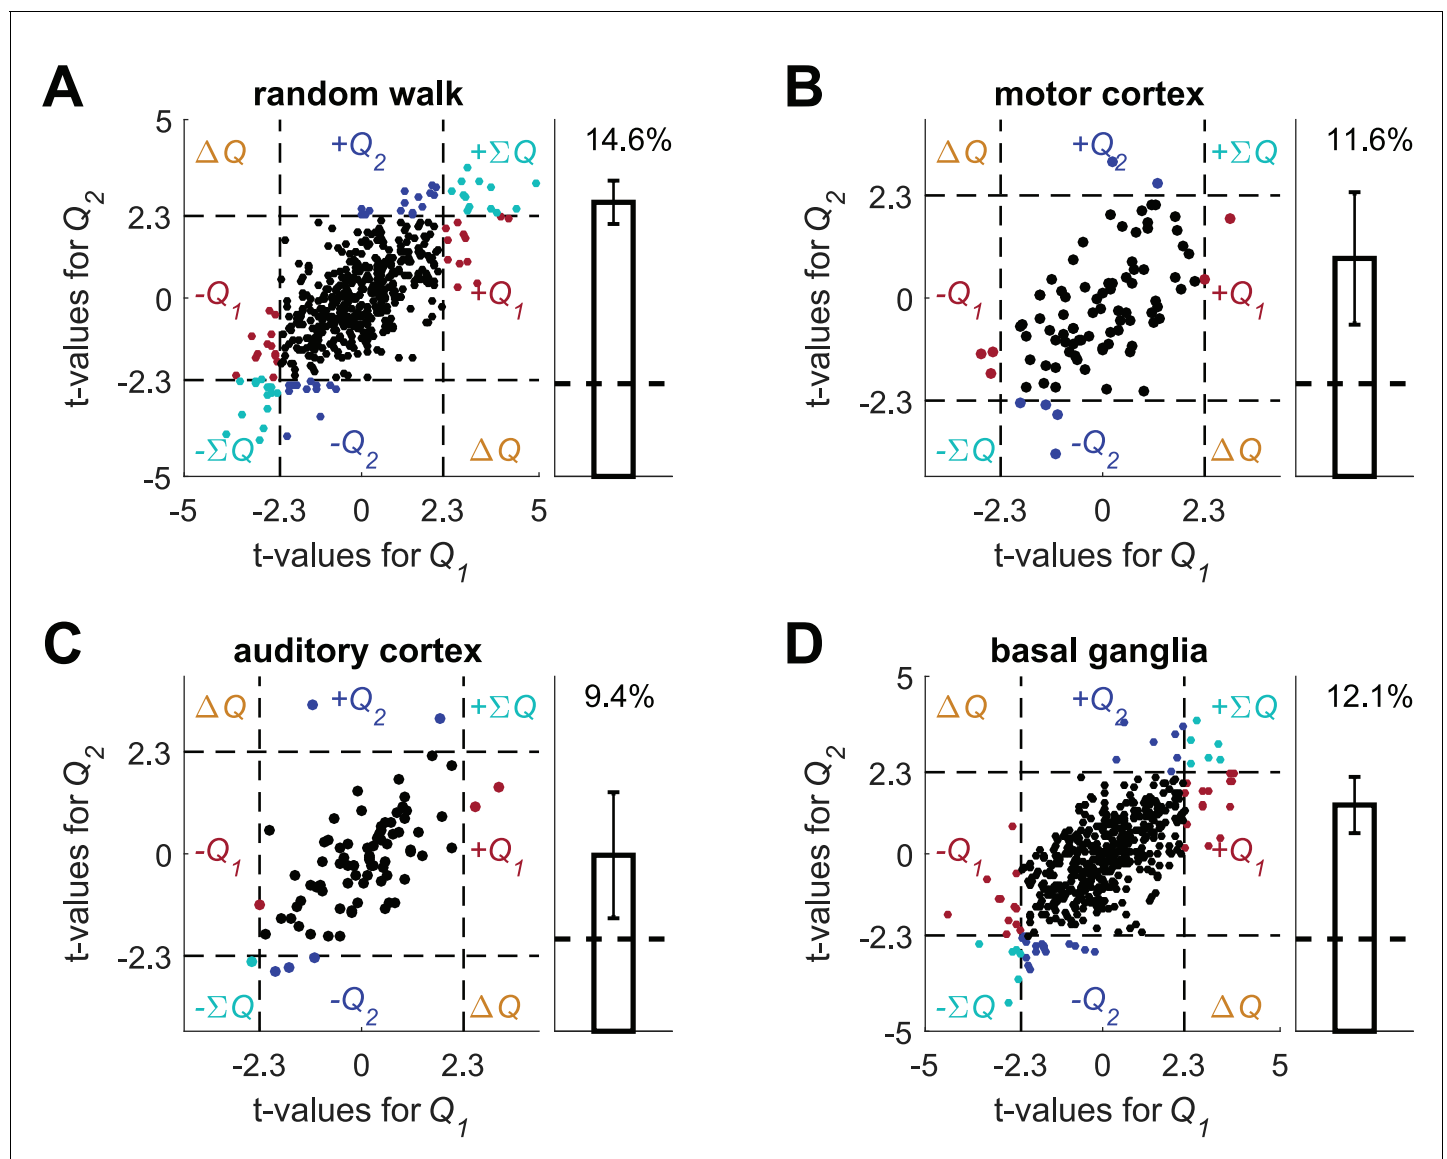 A
random walk
5
2.3
0
-2.3
-5
-5
-2.3
0
2.3
5
t-values for Q2
t-values for Q1
ΔQ
+Q2
+ΣQ
-Q1
+Q1
-ΣQ
-Q2
ΔQ
14.6%
B
motor cortex
2.3
0
-2.3
-2.3
0
2.3
t-values for Q2
t-values for Q1
ΔQ
+Q2
+ΣQ
-Q1
+Q1
-ΣQ
-Q2
ΔQ
11.6%
C
auditory cortex
2.3
0
-2.3
-2.3
0
2.3
t-values for Q2
t-values for Q1
ΔQ
+Q2
+ΣQ
-Q1
+Q1
-ΣQ
-Q2
ΔQ
9.4%
D
basal ganglia
5
2.3
0
-2.3
-5
-5
-2.3
0
2.3
5
t-values for Q2
t-values for Q1
ΔQ
+Q2
+ΣQ
-Q1
+Q1
-ΣQ
-Q2
ΔQ
12.1%